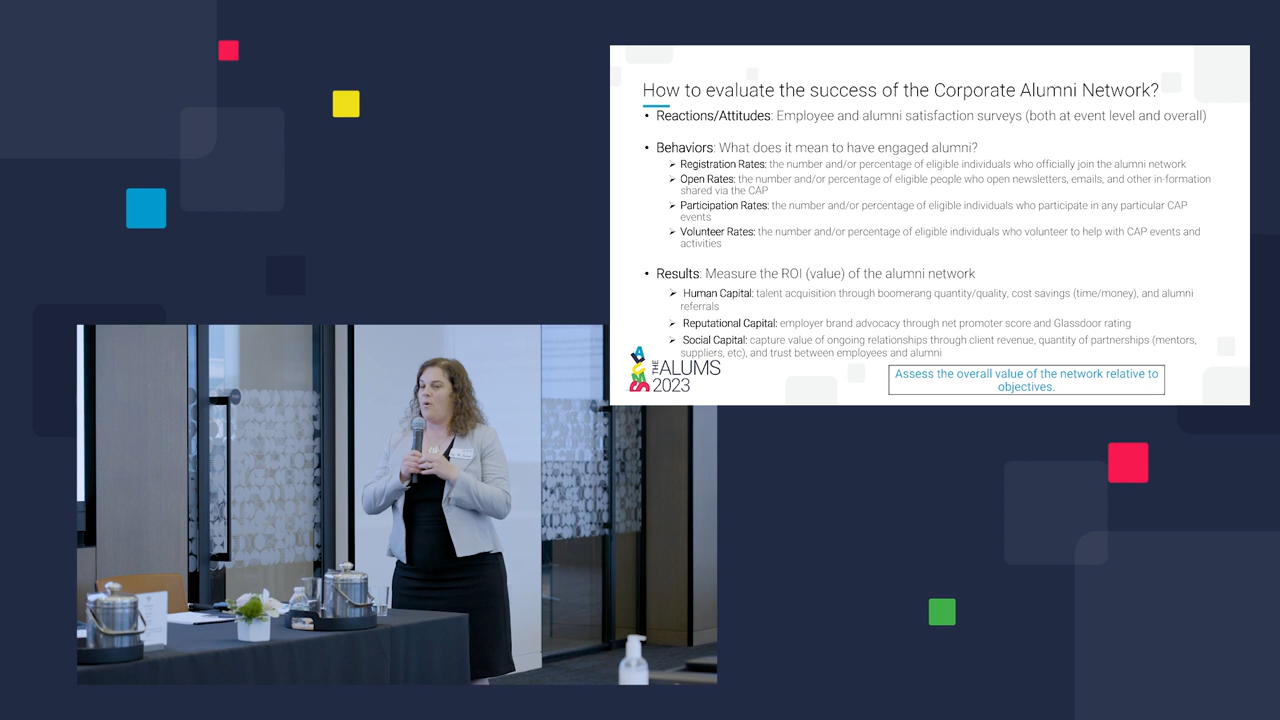 How to evaluate the success of the Corporate Alumni Network?
• Reactions/Attitudes: Employee and alumni satisfaction surveys (both at event level and overall)
• Behaviors: What does it mean to have engaged alumni?
➢ Registration Rates: the number and/or percentage of eligible individuals who officially join the alumni network
➢ Open Rates: the number and/or percentage of eligible people who open newsletters, emails, and other in-formation
shared via the CAP
➢ Participation Rates: the number and/or percentage of eligible individuals who participate in any particular CAP
events
➢ Volunteer Rates: the number and/or percentage of eligible individuals who volunteer to help with CAP events and
activities
• Results: Measure the ROI (value) of the alumni network
➢ Human Capital: talent acquisition through boomerang quantity/quality, cost savings (time/money), and alumni
referrals
➢ Reputational Capital: employer brand advocacy through net promoter score and Glassdoor rating
➢ Social Capital: capture value of ongoing relationships through client revenue, quantity of partnerships (mentors,
suppliers, etc), and trust between employees and alumni
THE ALUMS
2023
Assess the overall value of the network relative to
objectives.